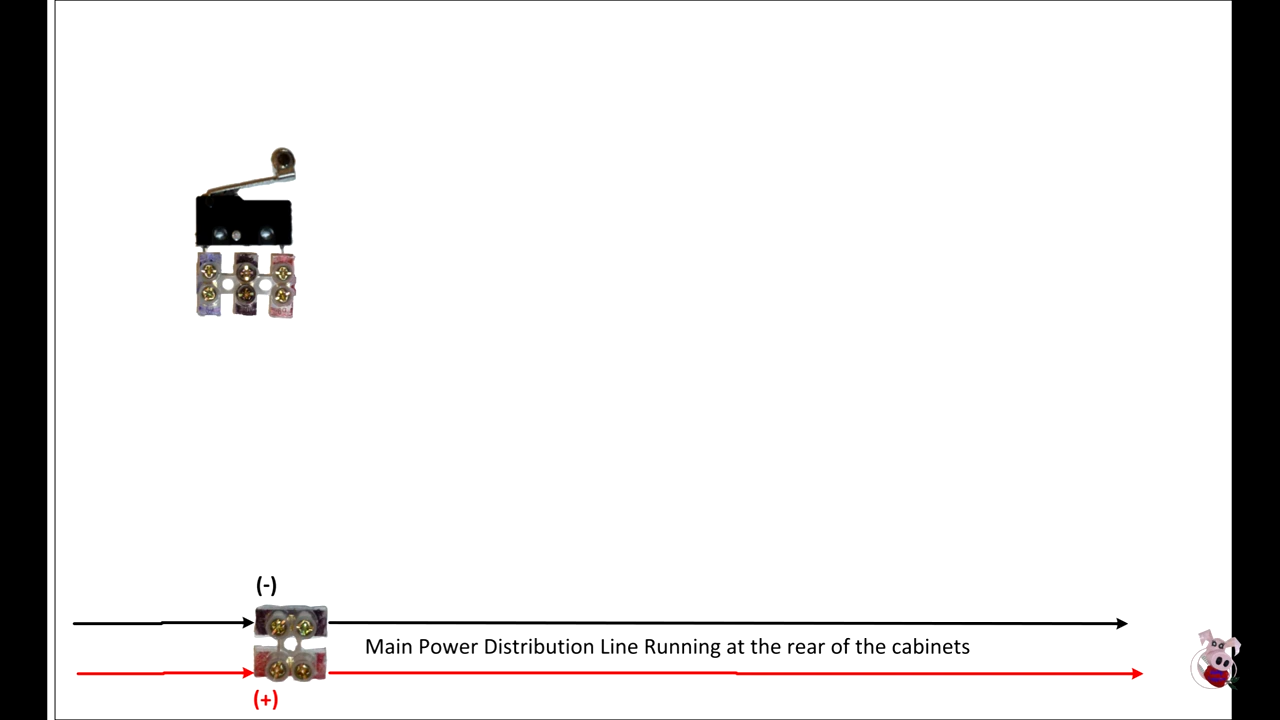 (-)
Main Power Distribution Line Running at the rear of the cabinets
(+)